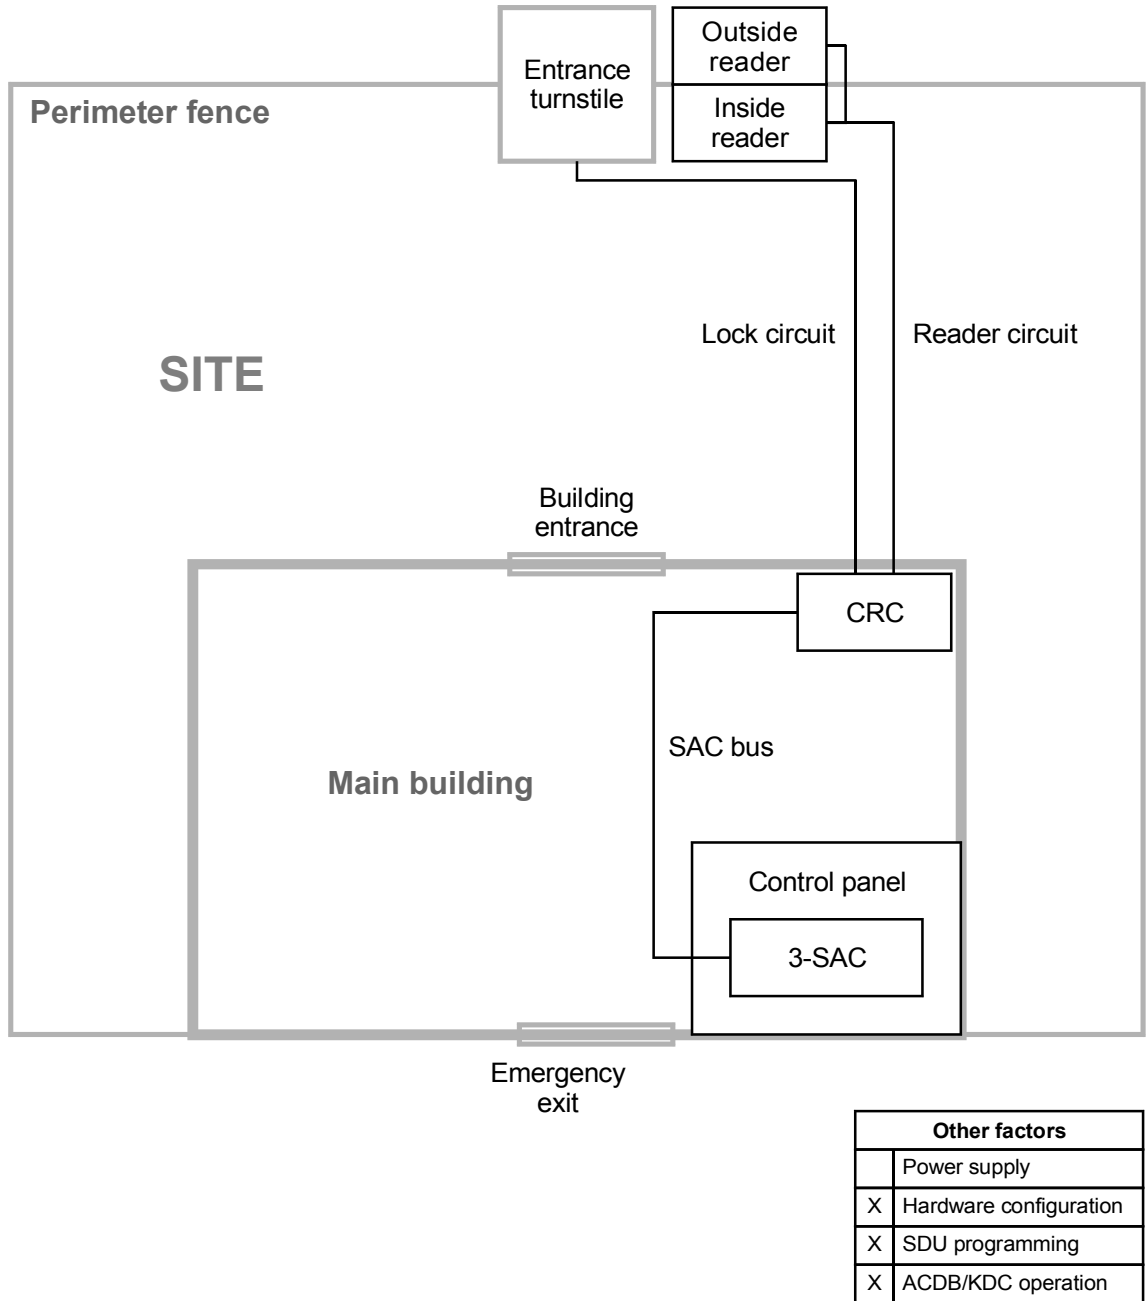 Outside
reader
Entrance
turnstile
Perimeter fence
Inside
reader
Lock circuit
Reader circuit
SITE
Building
entrance
CRC
SAC bus
Main building
Control panel
3-SAC
Emergency
exit
Other factors
Power supply
X Hardware configuration
X SDU programming
X ACDB/KDC operation